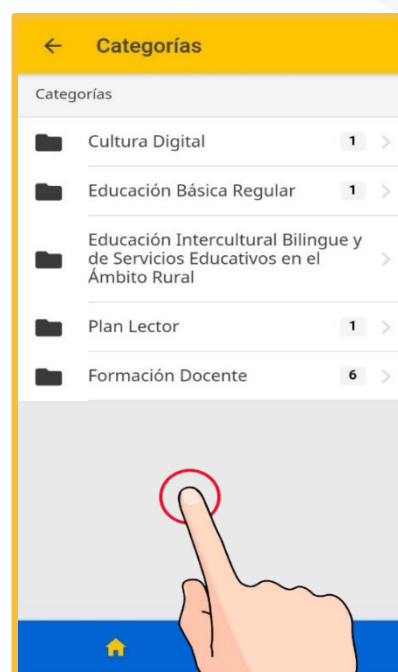 Categorías
Categorías
Cultura Digital 1
Educación Básica Regular 1
Educación Intercultural Bilingue y
de Servicios Educativos en el
Ámbito Rural
Plan Lector 1
Formación Docente 6